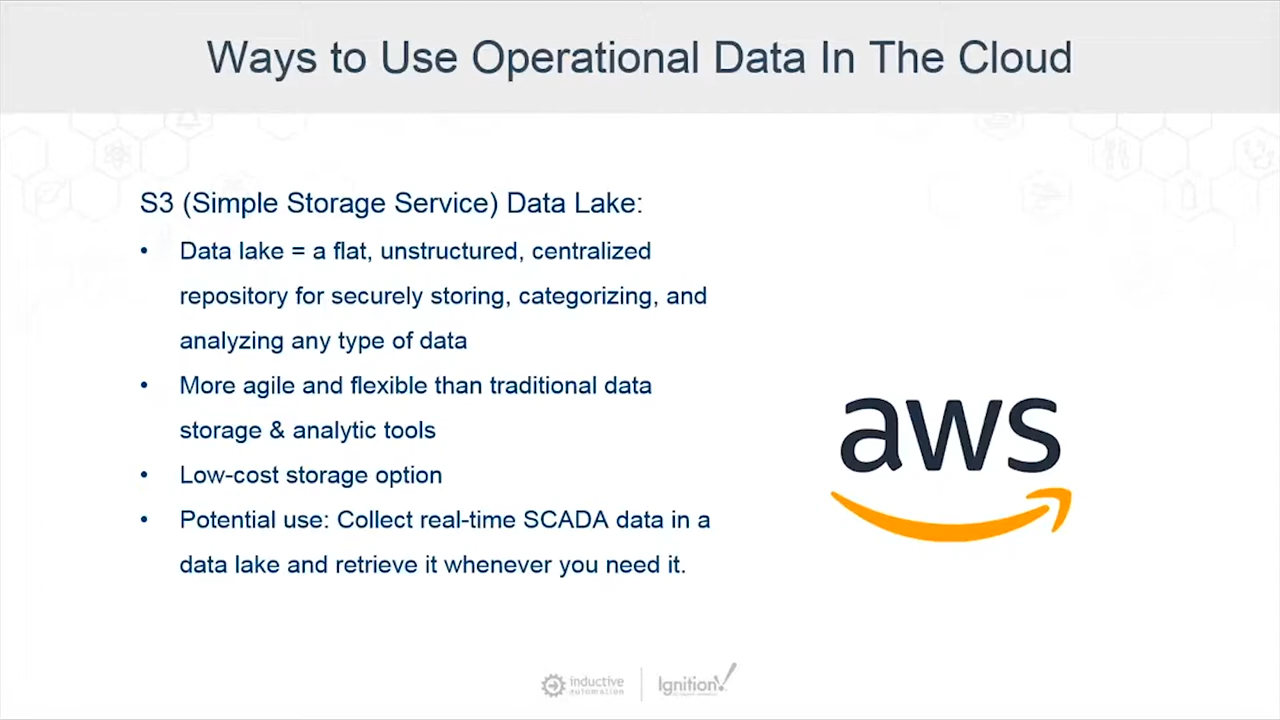 Ways to Use Operational Data In The Cloud
S3 (Simple Storage Service) Data Lake:
• Data lake = a flat, unstructured, centralized
repository for securely storing, categorizing, and
analyzing any type of data
• More agile and flexible than traditional data
storage & analytic tools
• Low-cost storage option
• Potential use: Collect real-time SCADA data in a
data lake and retrieve it whenever you need it.
aws
inductive
automation
Ignition!